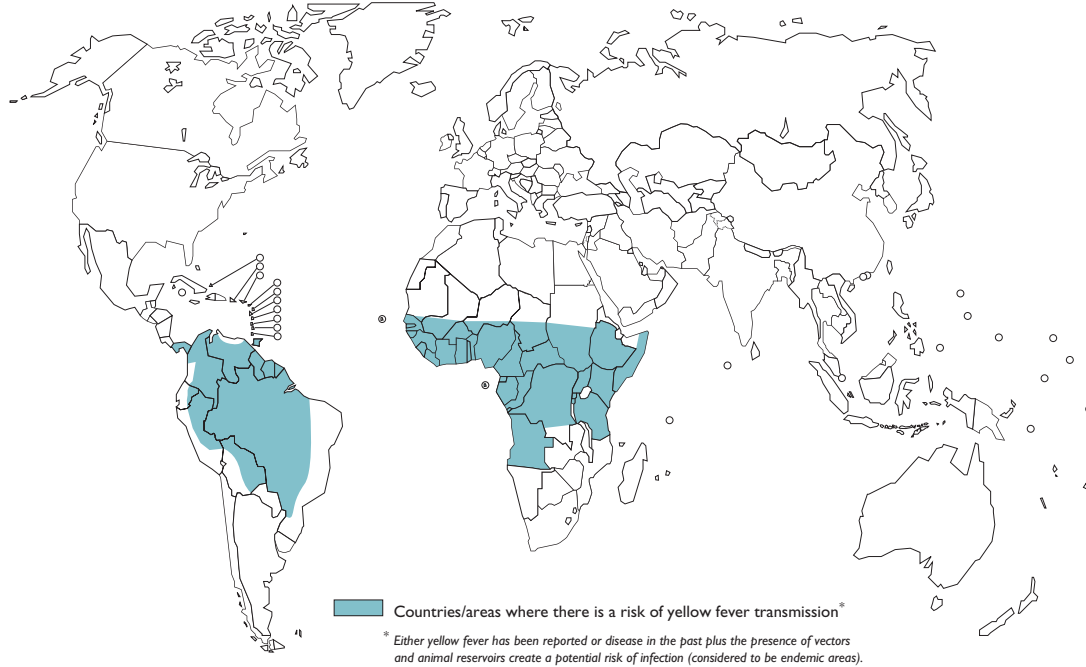 Countries/areas where there is a risk of yellow fever transmission*
* Either yellow fever has been reported or disease in the past plus the presence of vectors
and animal reservoirs create a potential risk of infection (considered to be endemic areas).